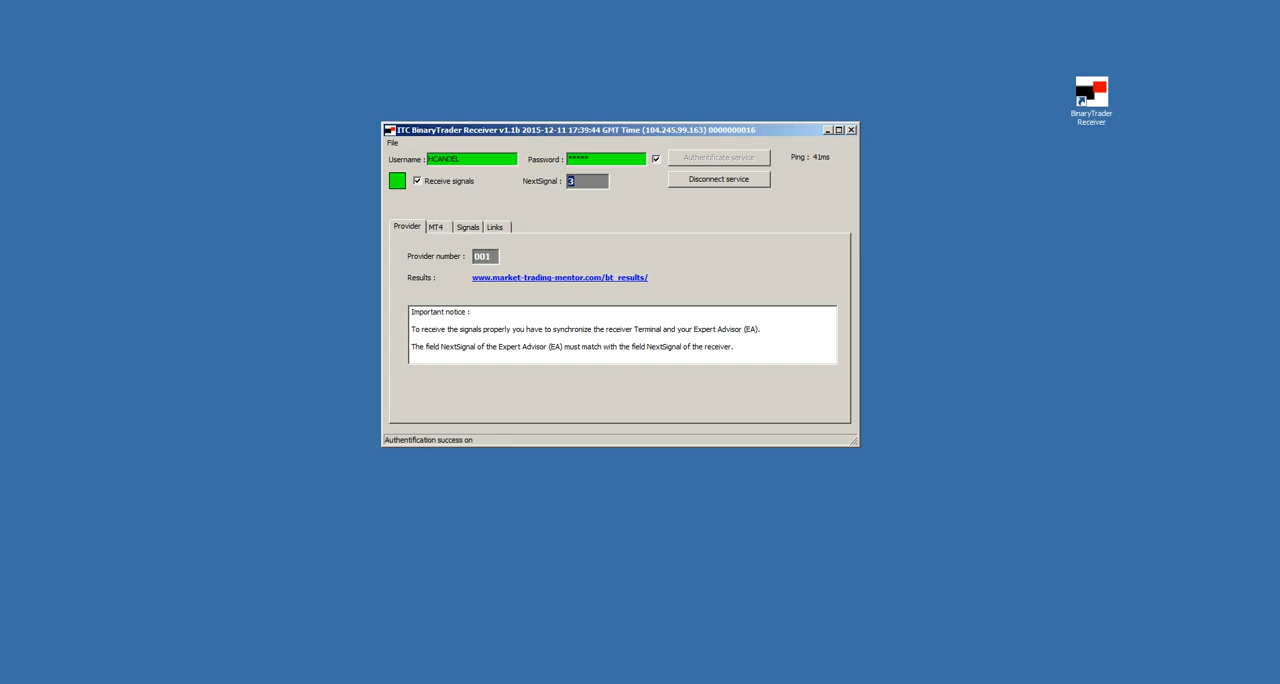 BinaryTrader
Receiver
ITC BinaryTrader Receiver v1.1b 2015-12-11 17:39:44 GMT Time (104.245.99.163) 0000000016
File
Username : HCANDEL Password : ***** Authentificate service Ping : 41ms
Receive signals NextSignal : 3 Disconnect service
Provider MT4 Signals Links
Provider number : 001
Results : www.market-trading-mentor.com/bt_results/
Important notice :
To receive the signals properly you have to synchronize the receiver Terminal and your Expert Advisor (EA).
The field NextSignal of the Expert Advisor (EA) must match with the field NextSignal of the receiver.
Authentification success on